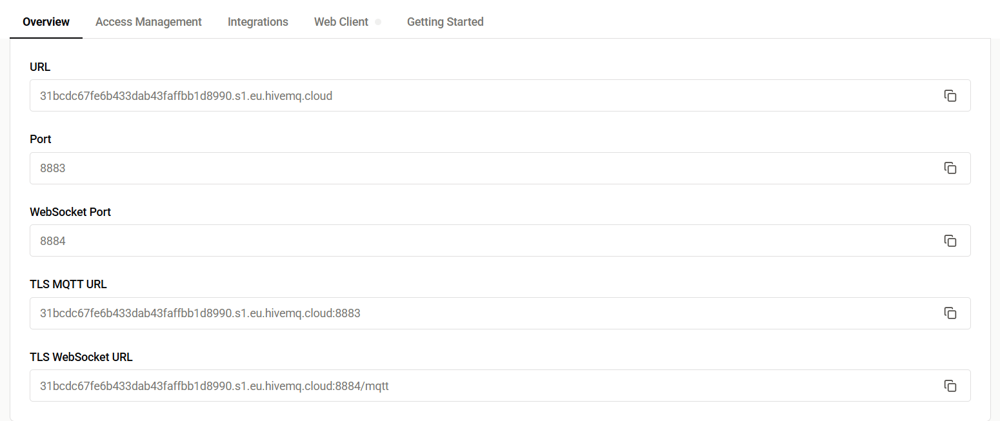 Overview Access Management Integrations Web Client Getting Started
URL
31bcdc67fe6b433dab43faffbb1d8990.s1.eu.hivemq.cloud
Port
8883
WebSocket Port
8884
TLS MQTT URL
31bcdc67fe6b433dab43faffbb1d8990.s1.eu.hivemq.cloud:8883
TLS WebSocket URL
31bcdc67fe6b433dab43faffbb1d8990.s1.eu.hivemq.cloud:8884/mqtt